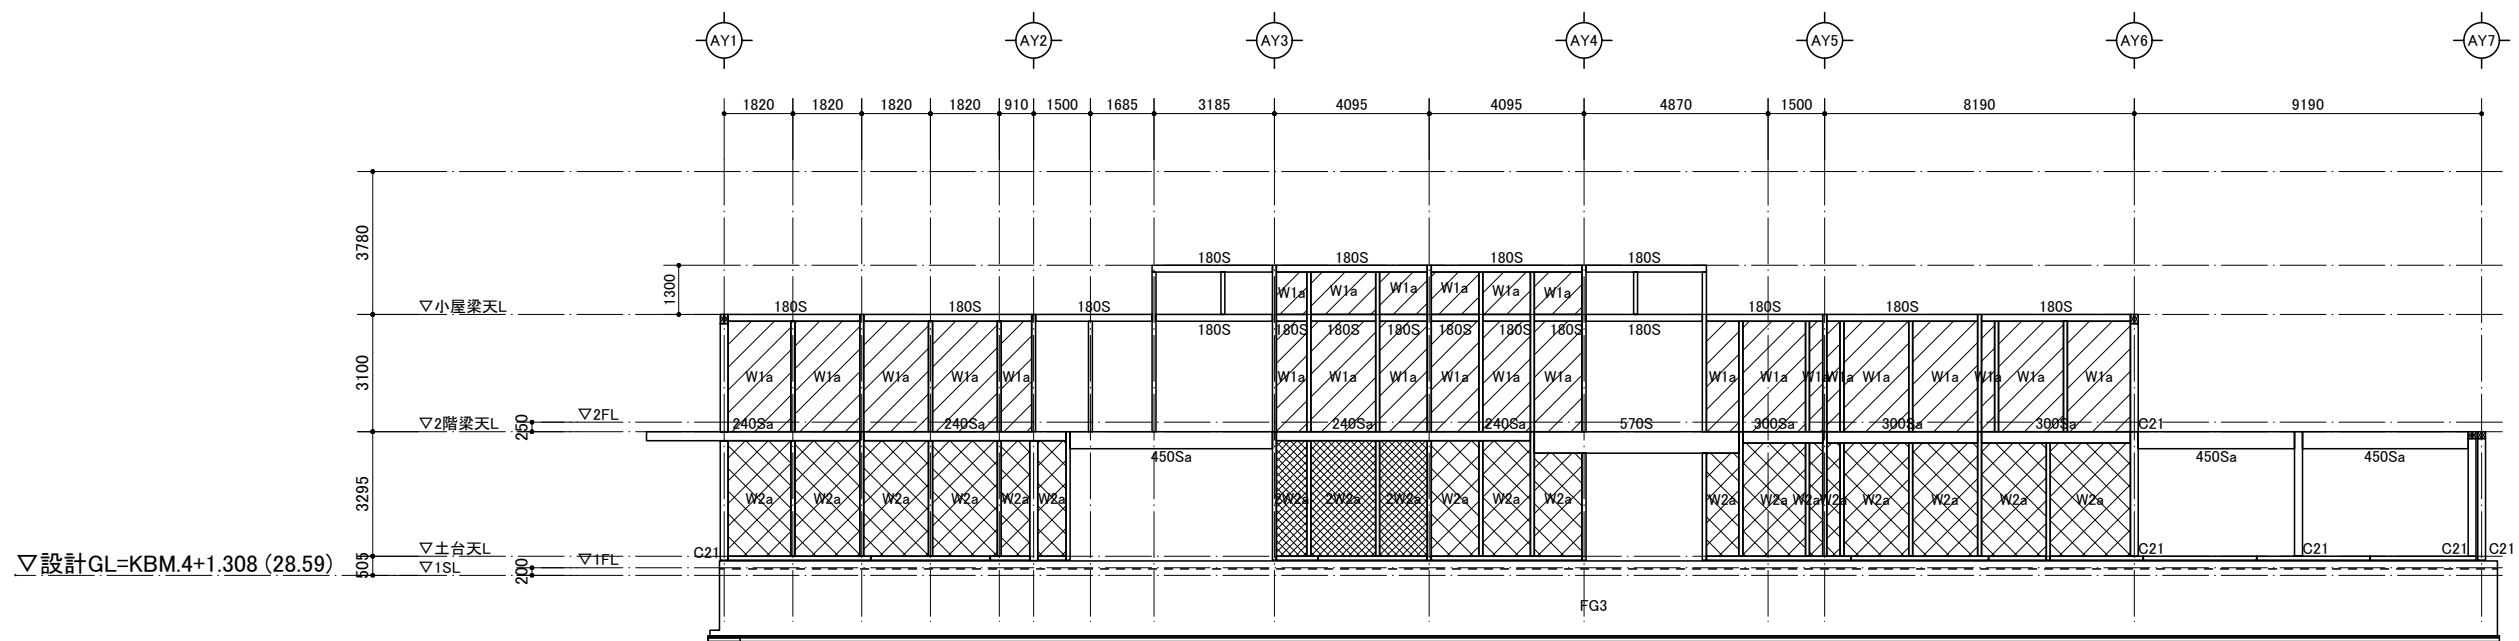 AY1 AY2 AY3 AY4 AY5 AY6 AY7
1820 1820 1820 1820 910 1500 1685 3185 4095 4095 4870 1500 8190 9190
3780
180S 180S 180S 180S
1300
W1a W1a W1a W1a W1a W1a
▽小屋梁天L
180S 180S 180S 180S 180S 180S
180S 180S 180S 180S 180S 180S 180S 180S
3100
W1a W1a W1a W1a W1a W1a W1a W1a W1a W1a W1a W1a W1a W1a W1a W1a W1a W1a W1a W1a
▽2FL
250
▽2階梁天L
240Sa 240Sa 240Sa 240Sa 570S 300Sa 300Sa 300Sa C21
450Sa 450Sa 450Sa
3295
W2a W2a W2a W2a W2a W2a 2W2a 2W2a 2W2a W2a W2a W2a W2a W2a W2a W2a W2a W2a W2a W2a
▽土台天L
C21 C21 C21 C21 C21
▽1FL
505
▽設計GL=KBM.4+1.308 (28.59)
▽1SL
200
FG3